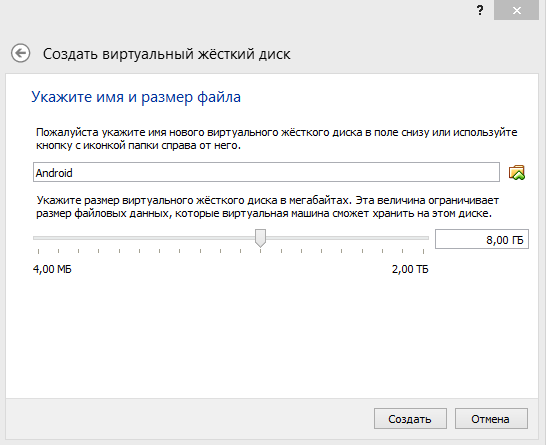 ?
Создать виртуальный жёсткий диск
Укажите имя и размер файла
Пожалуйста укажите имя нового виртуального жёсткого диска в поле снизу или используйте
кнопку с иконкой папки справа от него.
Android
Укажите размер виртуального жёсткого диска в мегабайтах. Эта величина ограничивает
размер файловых данных, которые виртуальная машина сможет хранить на этом диске.
8,00 ГБ
4,00 МБ 2,00 ТБ
Создать Отмена